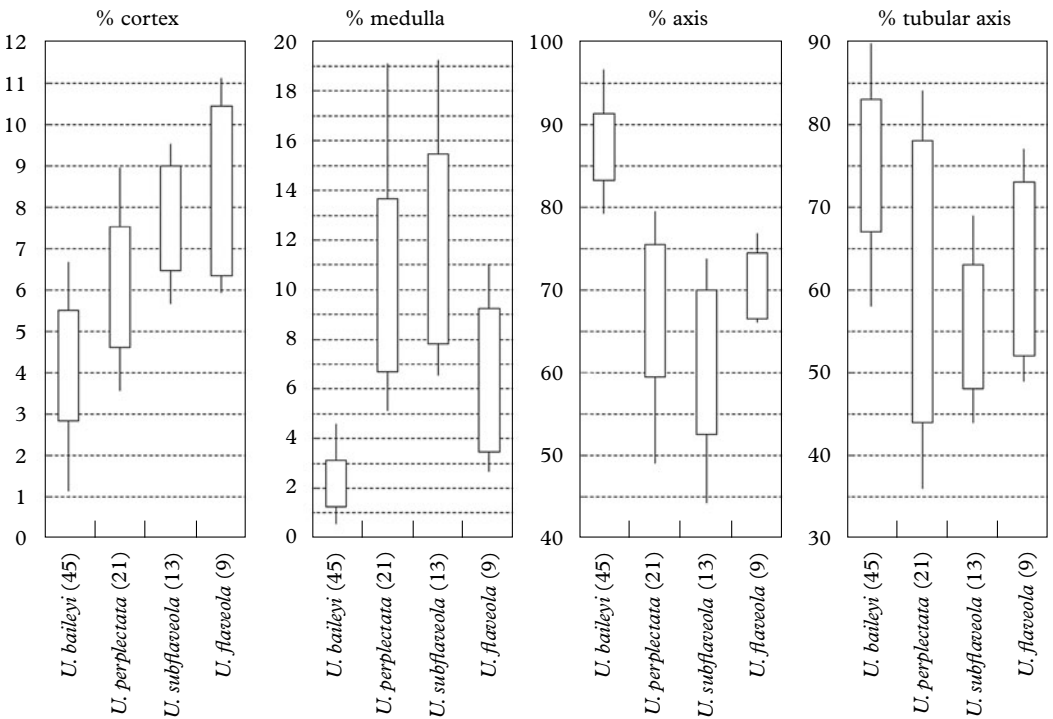 % cortex
12
11
10
9
8
7
6
5
4
3
2
1
0
U. baileyi (45)
U. perplectata (21)
U. subflaveola (13)
U. flaveola (9)
% medulla
20
18
16
14
12
10
8
6
4
2
0
U. baileyi (45)
U. perplectata (21)
U. subflaveola (13)
U. flaveola (9)
% axis
100
90
80
70
60
50
40
U. baileyi (45)
U. perplectata (21)
U. subflaveola (13)
U. flaveola (9)
% tubular axis
90
80
70
60
50
40
30
U. baileyi (45)
U. perplectata (21)
U. subflaveola (13)
U. flaveola (9)